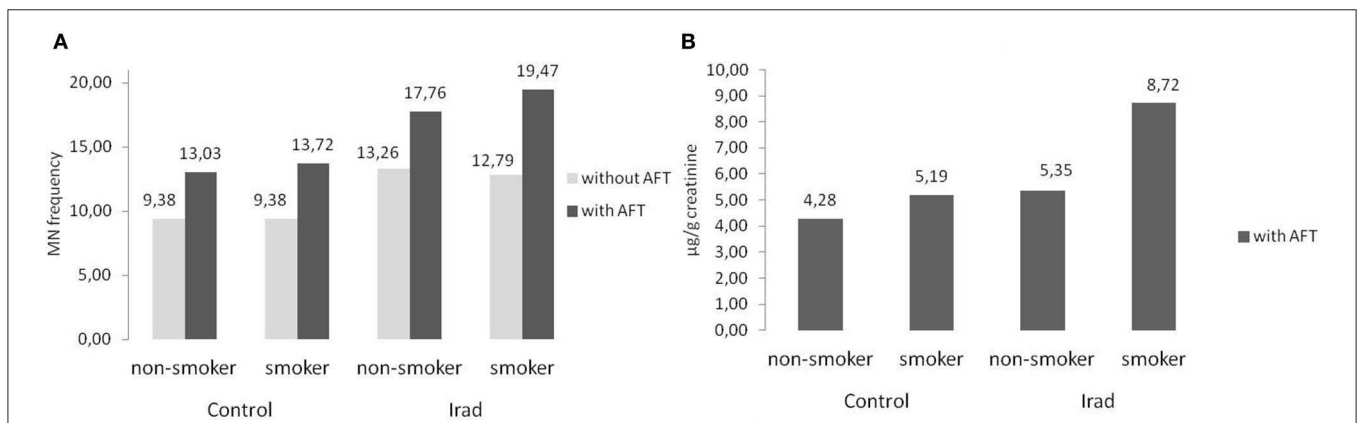 A
MN frequency
20,00
15,00
10,00
5,00
0,00
9,38
13,03
9,38
13,72
13,26
17,76
12,79
19,47
non-smoker smoker non-smoker smoker
Control Irad
without AFT
with AFT
B
µg/g creatinine
10,00
9,00
8,00
7,00
6,00
5,00
4,00
3,00
2,00
1,00
0,00
4,28
5,19
5,35
8,72
non-smoker smoker non-smoker smoker
Control Irad
with AFT